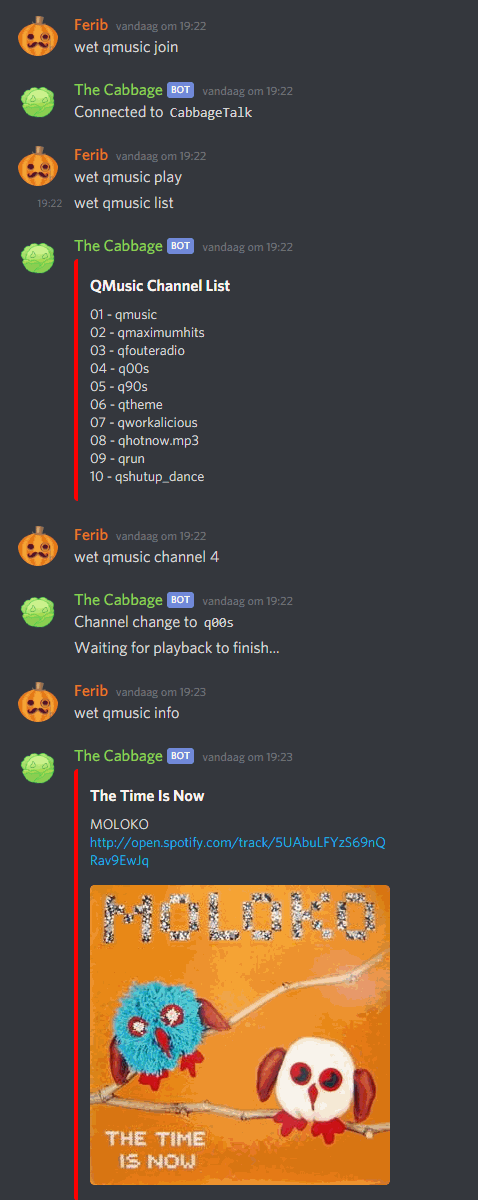 Ferib vandaag om 19:22
wet qmusic join
The Cabbage BOT vandaag om 19:22
Connected to CabbageTalk
Ferib vandaag om 19:22
wet qmusic play
19:22 wet qmusic list
The Cabbage BOT vandaag om 19:22
QMusic Channel List
01 - qmusic
02 - qmaximumhits
03 - qfouteradio
04 - q00s
05 - q90s
06 - qtheme
07 - qworkalicious
08 - qhotnow.mp3
09 - qrun
10 - qshutup_dance
Ferib vandaag om 19:22
wet qmusic channel 4
The Cabbage BOT vandaag om 19:22
Channel change to q00s
Waiting for playback to finish...
Ferib vandaag om 19:23
wet qmusic info
The Cabbage BOT vandaag om 19:23
The Time Is Now
MOLOKO
http://open.spotify.com/track/5UAbuLFYzS69nQ
Rav9EwJq
MOLOKO
THE TIME
IS NOW